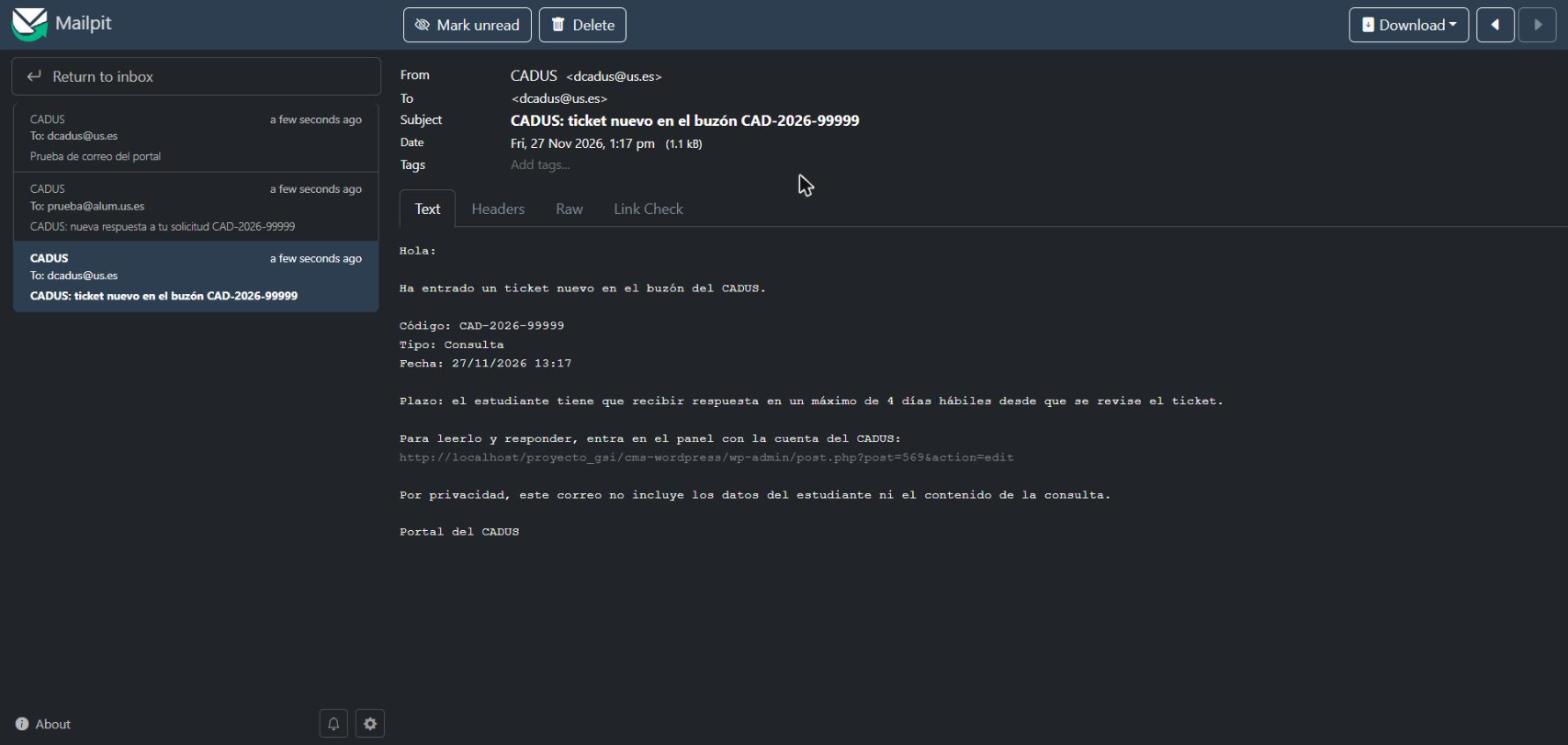 Mailpit
Mark unread
Delete
Download
Return to inbox
CADUS a few seconds ago
To: dcadus@us.es
Prueba de correo del portal
CADUS a few seconds ago
To: prueba@alum.us.es
CADUS: nueva respuesta a tu solicitud CAD-2026-99999
CADUS a few seconds ago
To: dcadus@us.es
CADUS: ticket nuevo en el buzón CAD-2026-99999
From CADUS <dcadus@us.es>
To <dcadus@us.es>
Subject CADUS: ticket nuevo en el buzón CAD-2026-99999
Date Fri, 27 Nov 2026, 1:17 pm (1.1 kB)
Tags Add tags...
Text Headers Raw Link Check
Hola:
Ha entrado un ticket nuevo en el buzón del CADUS.
Código: CAD-2026-99999
Tipo: Consulta
Fecha: 27/11/2026 13:17
Plazo: el estudiante tiene que recibir respuesta en un máximo de 4 días hábiles desde que se revise el ticket.
Para leerlo y responder, entra en el panel con la cuenta del CADUS:
http://localhost/proyecto_gsi/cms-wordpress/wp-admin/post.php?post=569&action=edit
Por privacidad, este correo no incluye los datos del estudiante ni el contenido de la consulta.
Portal del CADUS
About